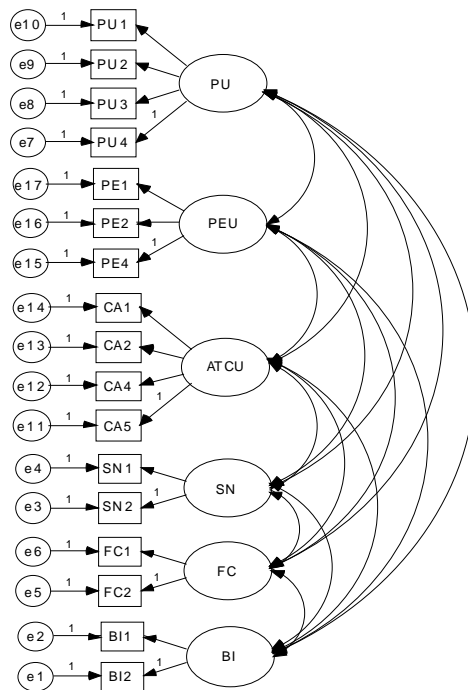 e10 1 PU1
e9 1 PU2
PU
e8 1 PU3
e7 1 PU4 1
e17 1 PE1
e16 1 PE2 PEU
e15 1 PE4 1
e14 1 CA1
e13 1 CA2
ATCU
e12 1 CA4
e11 1 CA5 1
e4 1 SN1
SN
e3 1 SN2 1
e6 1 FC1
FC
e5 1 FC2 1
e2 1 BI1
BI
e1 1 BI2 1